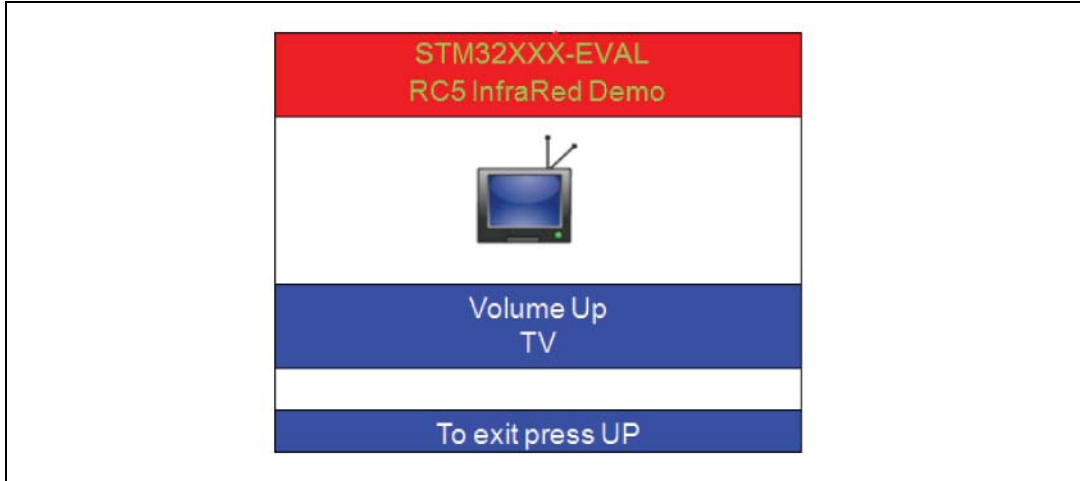 STM32XXX-EVAL
RC5 InfraRed Demo
Volume Up
TV
To exit press UP